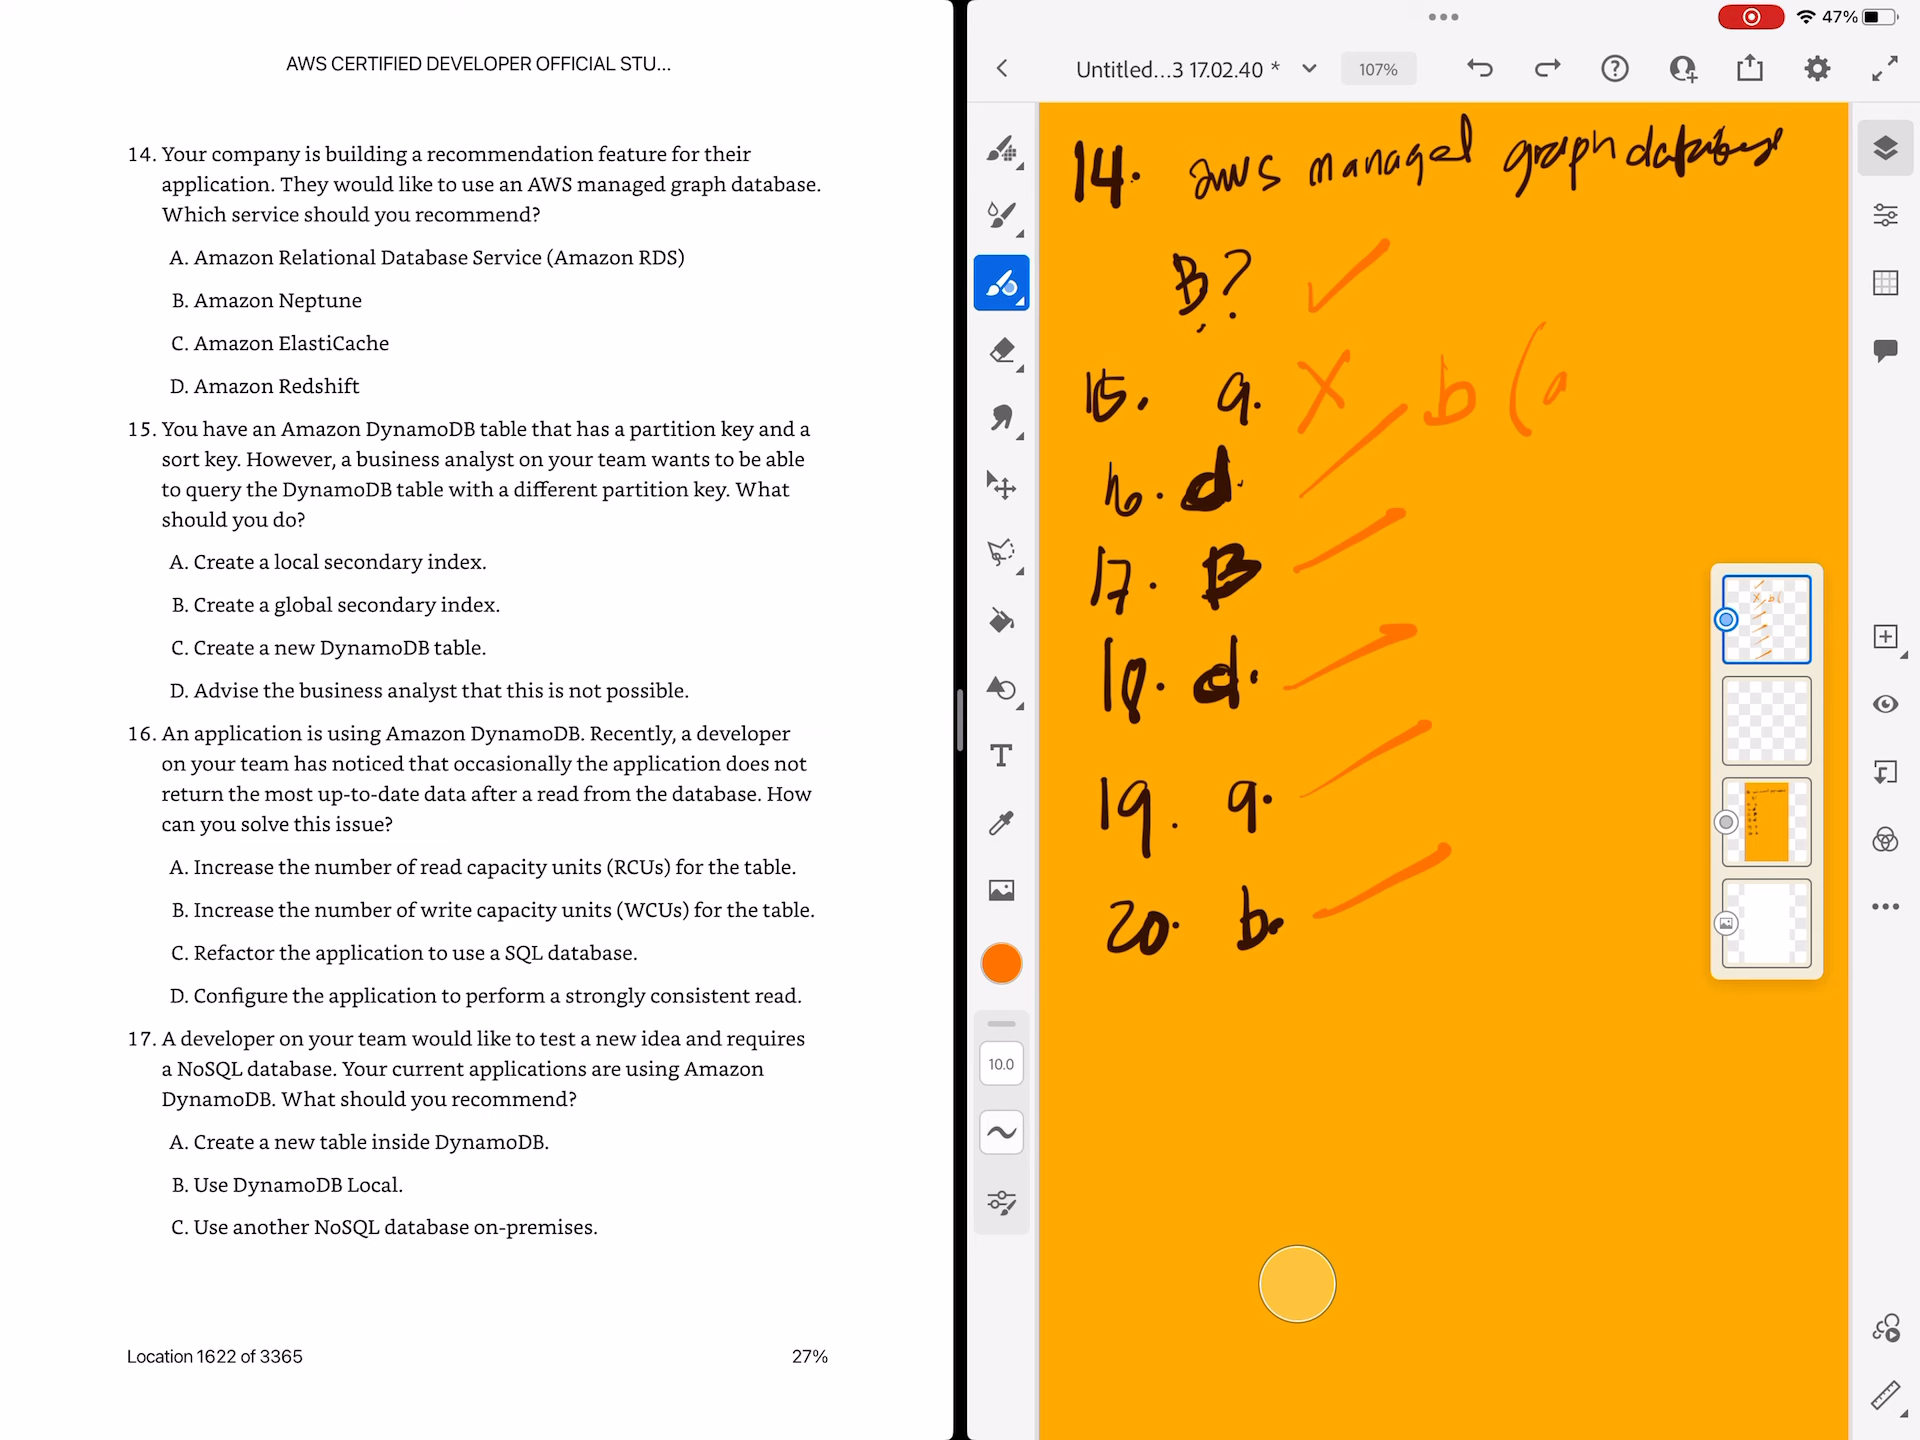 AWS CERTIFIED DEVELOPER OFFICIAL STU...
14. Your company is building a recommendation feature for their
application. They would like to use an AWS managed graph database.
Which service should you recommend?
A. Amazon Relational Database Service (Amazon RDS)
B. Amazon Neptune
C. Amazon ElastiCache
D. Amazon Redshift
15. You have an Amazon DynamoDB table that has a partition key and a
sort key. However, a business analyst on your team wants to be able
to query the DynamoDB table with a different partition key. What
should you do?
A. Create a local secondary index.
B. Create a global secondary index.
C. Create a new DynamoDB table.
D. Advise the business analyst that this is not possible.
16. An application is using Amazon DynamoDB. Recently, a developer
on your team has noticed that occasionally the application does not
return the most up-to-date data after a read from the database. How
can you solve this issue?
A. Increase the number of read capacity units (RCUs) for the table.
B. Increase the number of write capacity units (WCUs) for the table.
C. Refactor the application to use a SQL database.
D. Configure the application to perform a strongly consistent read.
17. A developer on your team would like to test a new idea and requires
a NoSQL database. Your current applications are using Amazon
DynamoDB. What should you recommend?
A. Create a new table inside DynamoDB.
B. Use DynamoDB Local.
C. Use another NoSQL database on-premises.
Location 1622 of 3365
27%
47%
Untitled...3 17.02.40 *
107%
14. aws managed graph database
B?
15. a. X b (a
16. d.
17. B
18. d.
19. a.
20. b.
T
10.0